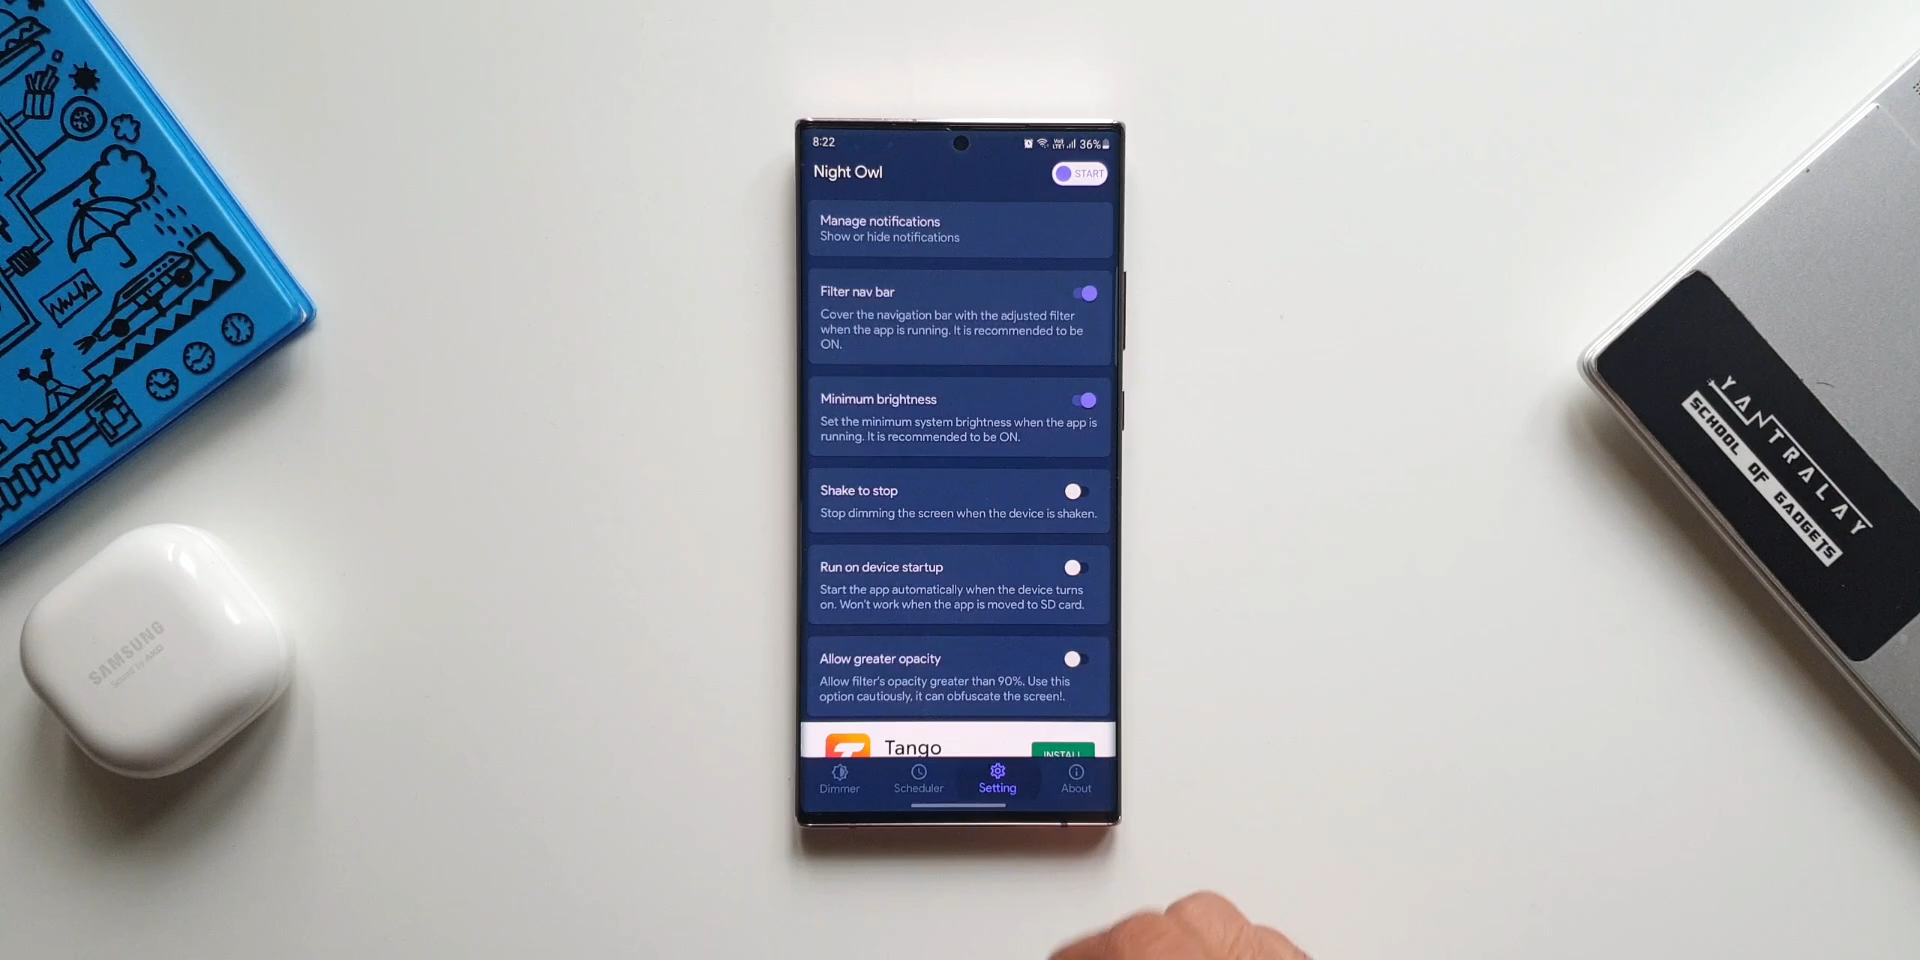 8:22
36%
Night Owl
START
Manage notifications
Show or hide notifications
Filter nav bar
Cover the navigation bar with the adjusted filter
when the app is running. It is recommended to be
ON.
Minimum brightness
Set the minimum system brightness when the app is
running. It is recommended to be ON.
Shake to stop
Stop dimming the screen when the device is shaken.
Run on device startup
Start the app automatically when the device turns
on. Won't work when the app is moved to SD card.
Allow greater opacity
Allow filter's opacity greater than 90%. Use this
option cautiously, it can obfuscate the screen!.
Tango
INSTALL
Dimmer
Scheduler
Setting
About
SAMSUNG
Sound by AKG
YANTRALAY
SCHOOL OF GADGETS